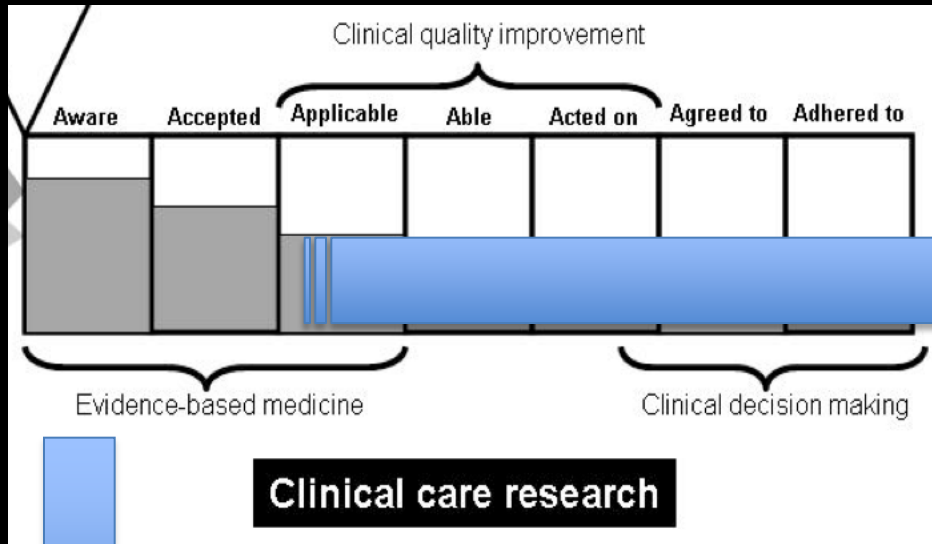 Clinical quality improvement
Aware Accepted Applicable Able Acted on Agreed to Adhered to
Evidence-based medicine Clinical decision making
Clinical care research